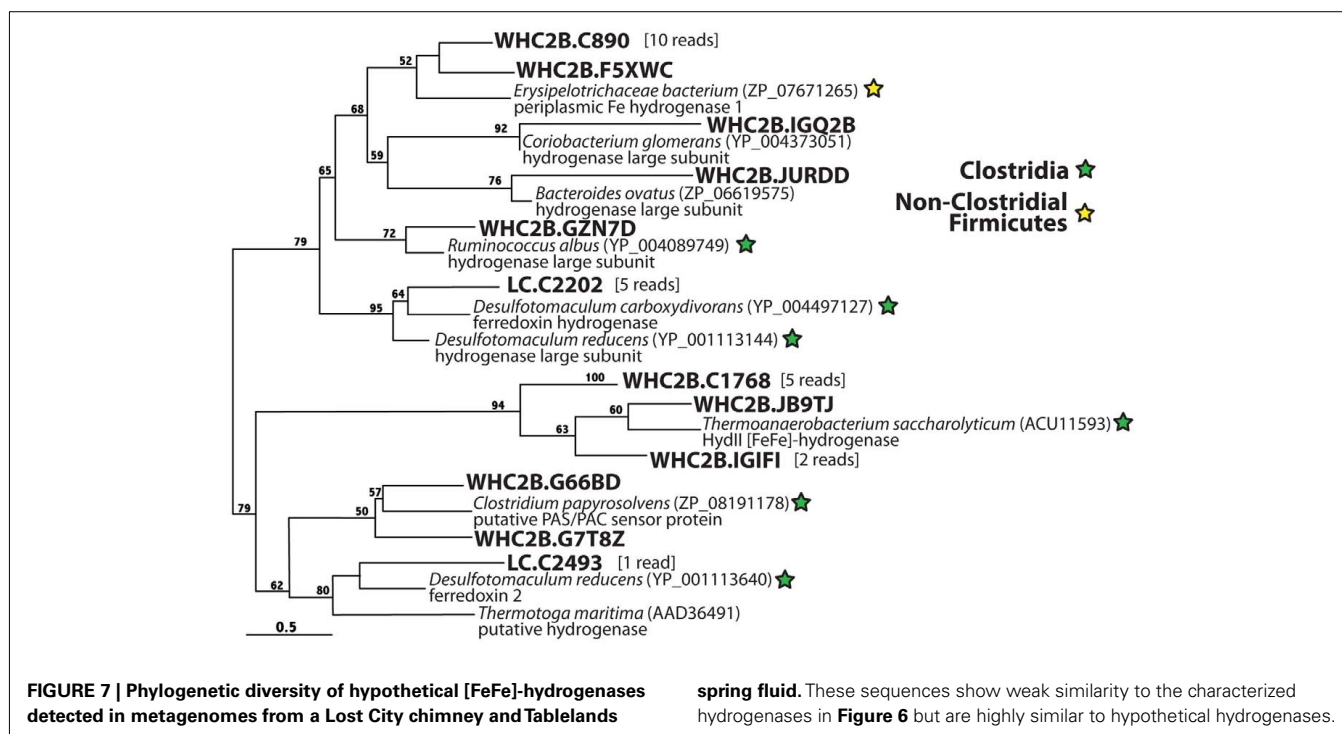 WHC2B.C890 [10 reads]
52
WHC2B.F5XWC
Erysipelotrichaceae bacterium (ZP_07671265)
periplasmic Fe hydrogenase 1
68
92
WHC2B.IGQ2B
Coriobacterium glomerans (YP_004373051)
hydrogenase large subunit
59
65
76
WHC2B.JURDD
Bacteroides ovatus (ZP_06619575)
hydrogenase large subunit
Clostridia
Non-Clostridial
Firmicutes
79
72
WHC2B.GZN7D
Ruminococcus albus (YP_004089749)
hydrogenase large subunit
LC.C2202 [5 reads]
64
95
Desulfotomaculum carboxydivorans (YP_004497127)
ferredoxin hydrogenase
Desulfotomaculum reducens (YP_001113144)
hydrogenase large subunit
100
WHC2B.C1768 [5 reads]
94
60
WHC2B.JB9TJ
63
Thermoanaerobacterium saccharolyticum (ACU11593)
HydII [FeFe]-hydrogenase
WHC2B.IGIFI [2 reads]
WHC2B.G66BD
57
79
50
Clostridium papyrosolvens (ZP_08191178)
putative PAS/PAC sensor protein
WHC2B.G7T8Z
LC.C2493 [1 read]
62
80
Desulfotomaculum reducens (YP_001113640)
ferredoxin 2
Thermotoga maritima (AAD36491)
putative hydrogenase
0.5
FIGURE 7 | Phylogenetic diversity of hypothetical [FeFe]-hydrogenases
detected in metagenomes from a Lost City chimney and Tablelands
spring fluid. These sequences show weak similarity to the characterized
hydrogenases in Figure 6 but are highly similar to hypothetical hydrogenases.